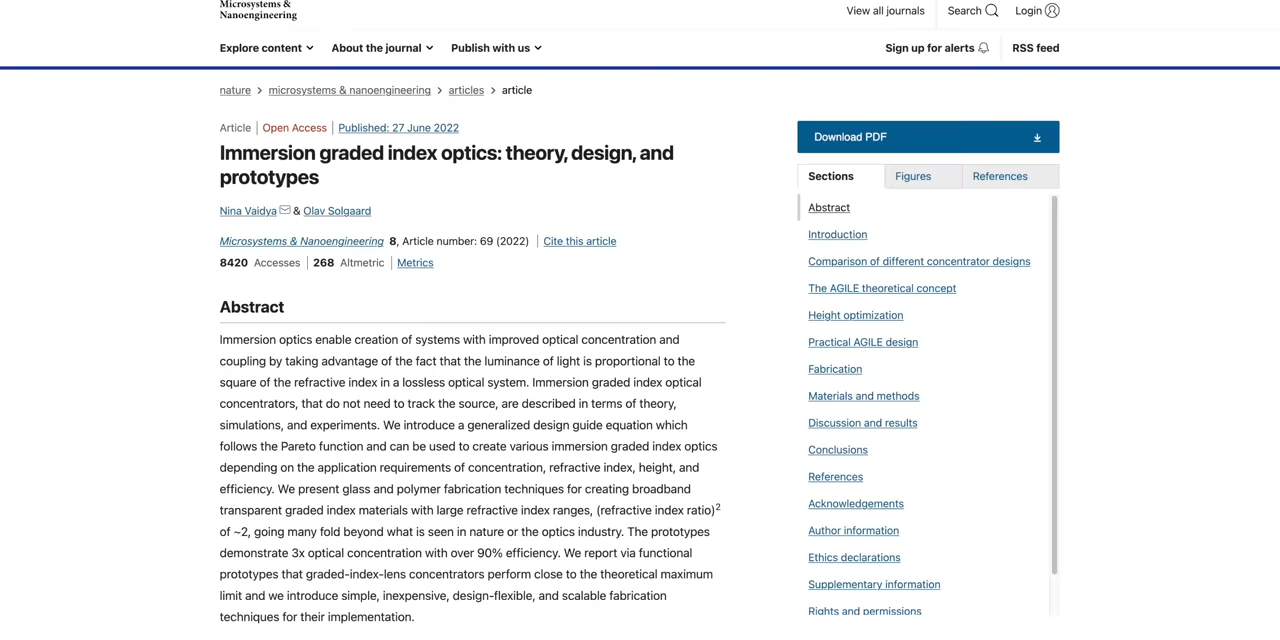 Microsystems &
Nanoengineering
View all journals
Search
Login
Explore content
About the journal
Publish with us
Sign up for alerts
RSS feed
nature > microsystems & nanoengineering > articles > article
Article | Open Access | Published: 27 June 2022
Immersion graded index optics: theory, design, and
prototypes
Nina Vaidya & Olav Solgaard
Microsystems & Nanoengineering 8, Article number: 69 (2022) | Cite this article
8420 Accesses | 268 Altmetric | Metrics
Abstract
Immersion optics enable creation of systems with improved optical concentration and
coupling by taking advantage of the fact that the luminance of light is proportional to the
square of the refractive index in a lossless optical system. Immersion graded index optical
concentrators, that do not need to track the source, are described in terms of theory,
simulations, and experiments. We introduce a generalized design guide equation which
follows the Pareto function and can be used to create various immersion graded index optics
depending on the application requirements of concentration, refractive index, height, and
efficiency. We present glass and polymer fabrication techniques for creating broadband
transparent graded index materials with large refractive index ranges, (refractive index ratio)²
of ~2, going many fold beyond what is seen in nature or the optics industry. The prototypes
demonstrate 3x optical concentration with over 90% efficiency. We report via functional
prototypes that graded-index-lens concentrators perform close to the theoretical maximum
limit and we introduce simple, inexpensive, design-flexible, and scalable fabrication
techniques for their implementation.
Download PDF
Sections
Figures
References
Abstract
Introduction
Comparison of different concentrator designs
The AGILE theoretical concept
Height optimization
Practical AGILE design
Fabrication
Materials and methods
Discussion and results
Conclusions
References
Acknowledgements
Author information
Ethics declarations
Supplementary information
Rights and permissions